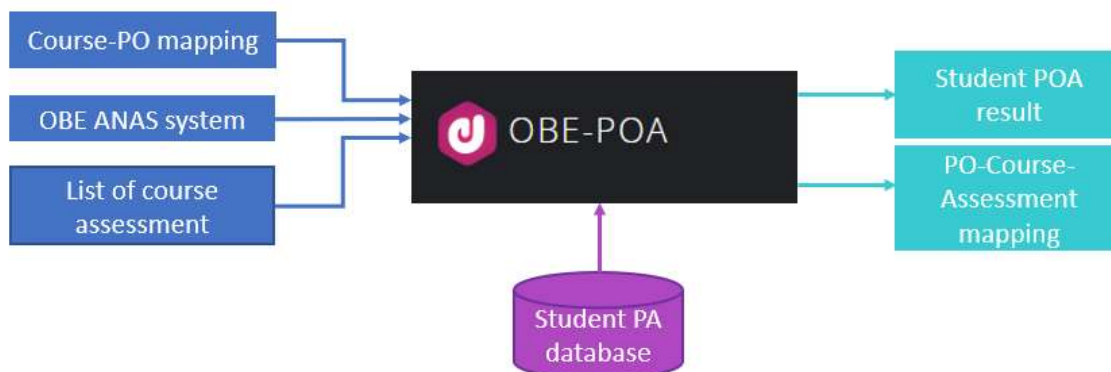 Course-PO mapping
OBE ANAS system
List of course
assessment
OBE-POA
Student PA
database
Student POA
result
PO-Course-
Assessment
mapping